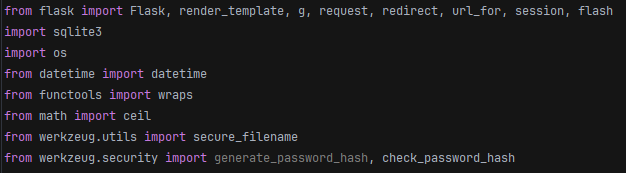 from flask import Flask, render_template, g, request, redirect, url_for, session, flash
import sqlite3
import os
from datetime import datetime
from functools import wraps
from math import ceil
from werkzeug.utils import secure_filename
from werkzeug.security import generate_password_hash, check_password_hash